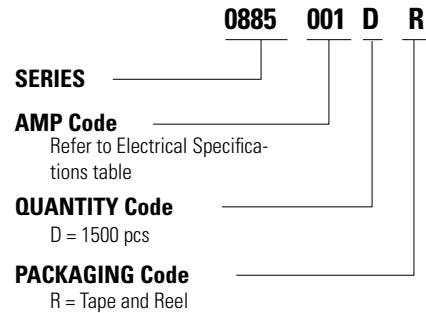 0885 001 D R
SERIES
AMP Code
Refer to Electrical Specifica-
tions table
QUANTITY Code
D = 1500 pcs
PACKAGING Code
R = Tape and Reel